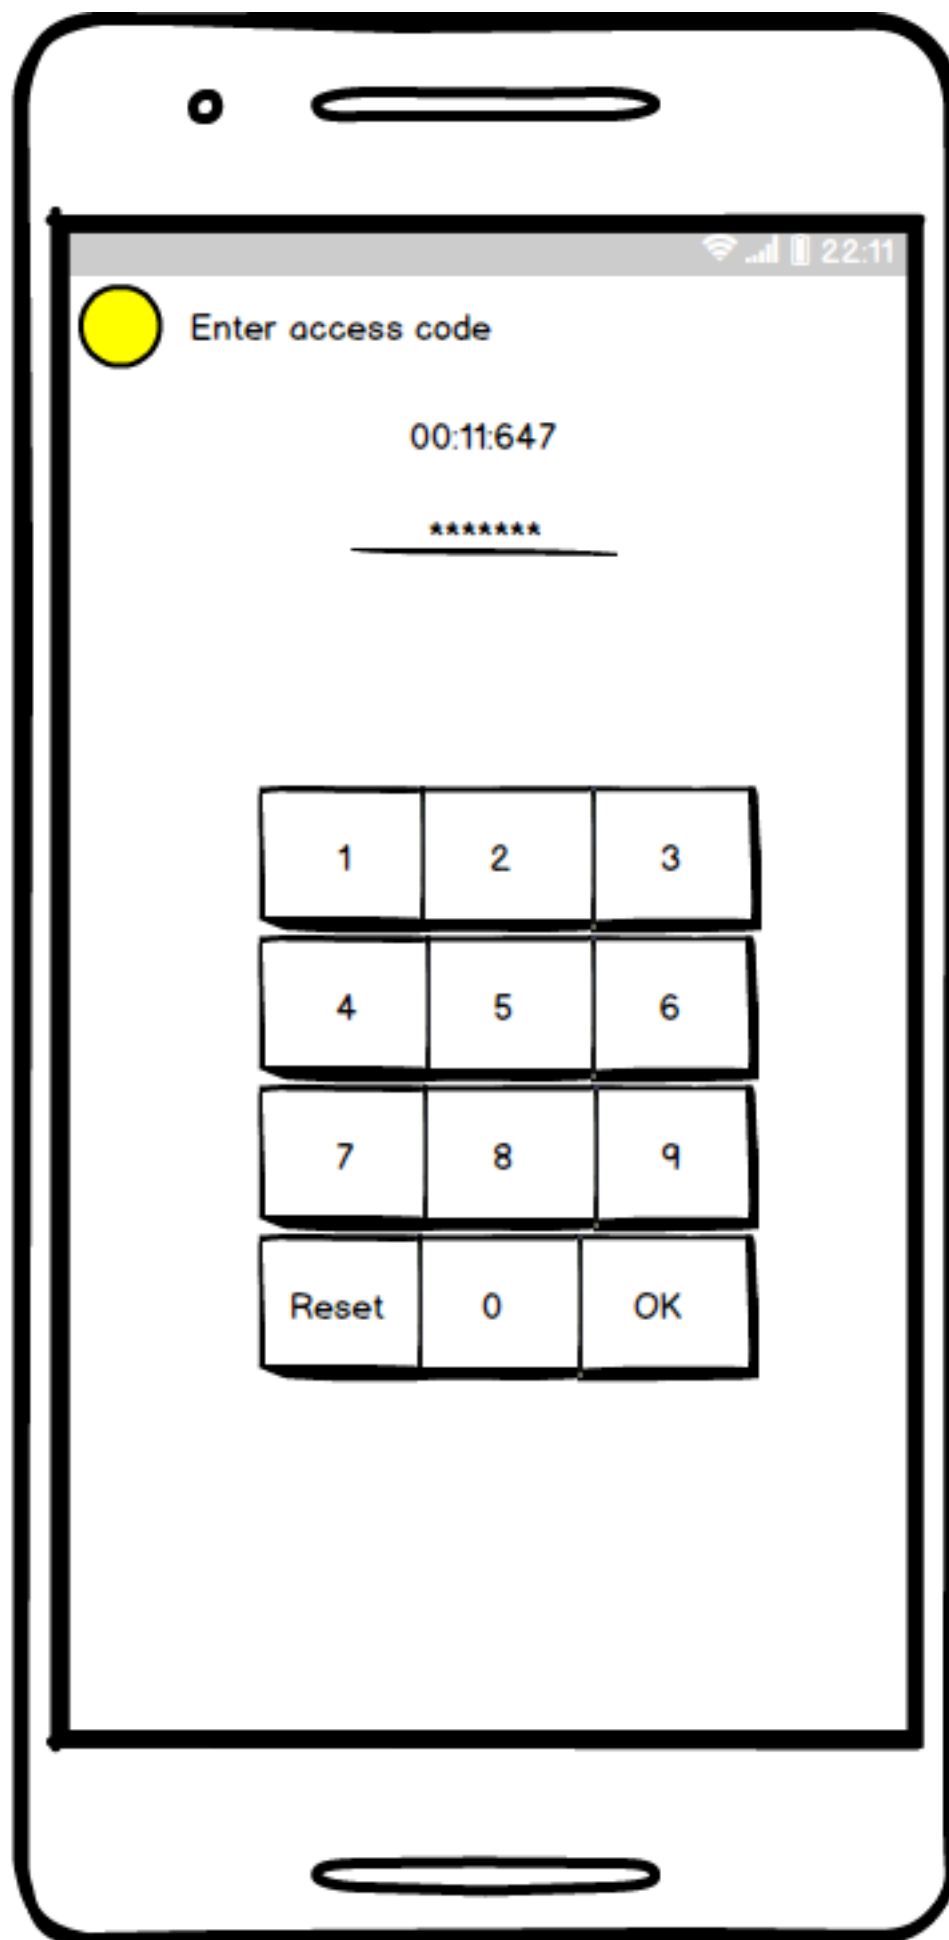 22:11
Enter access code
00:11:647
*******
1 2 3
4 5 6
7 8 9
Reset 0 OK